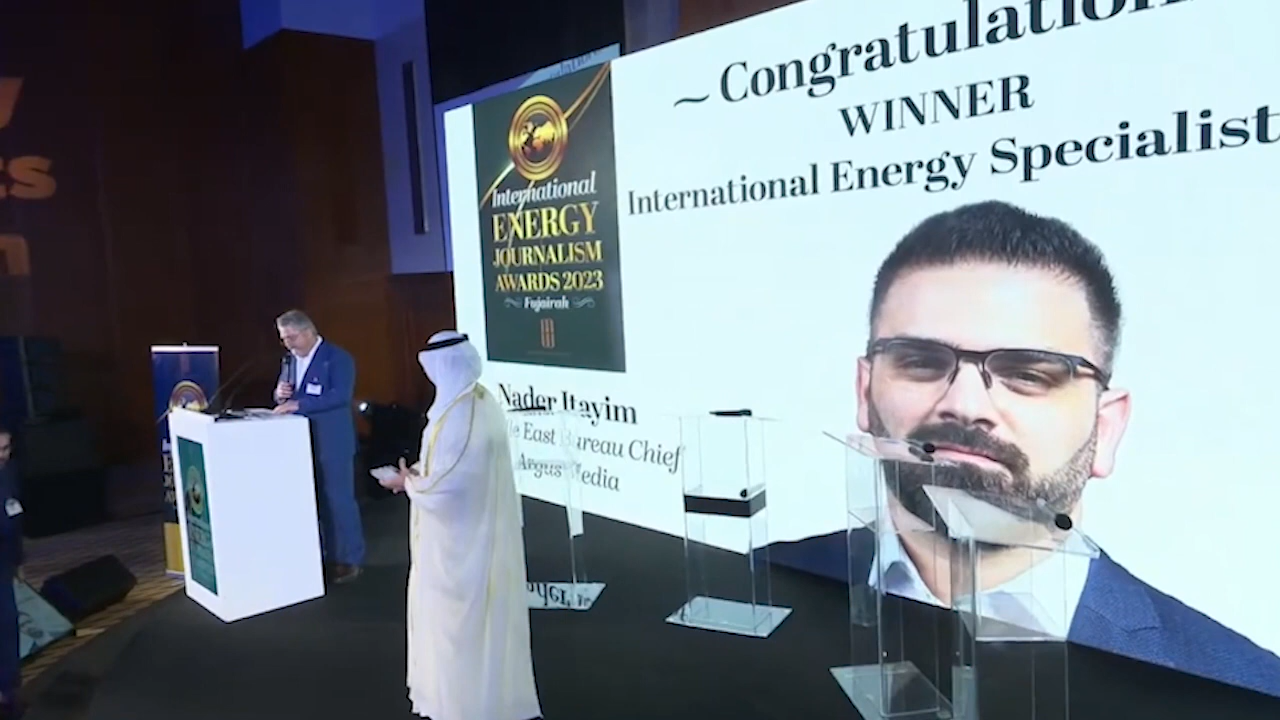 ~ Congratulation
WINNER
International Energy Specialist
International
ENERGY
JOURNALISM
AWARDS 2023
Fujairah
Nader Itayim
East Bureau Chief
Argus Media